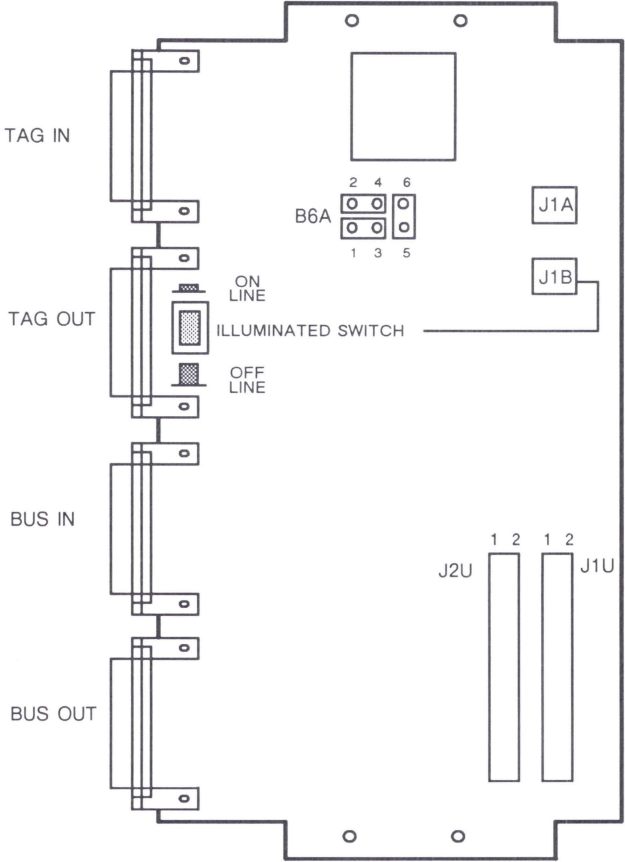 TAG IN
2 4 6
B6A
1 3 5
J1A
J1B
ON
LINE
TAG OUT
ILLUMINATED SWITCH
OFF
LINE
BUS IN
1 2 1 2
J2U
J1U
BUS OUT